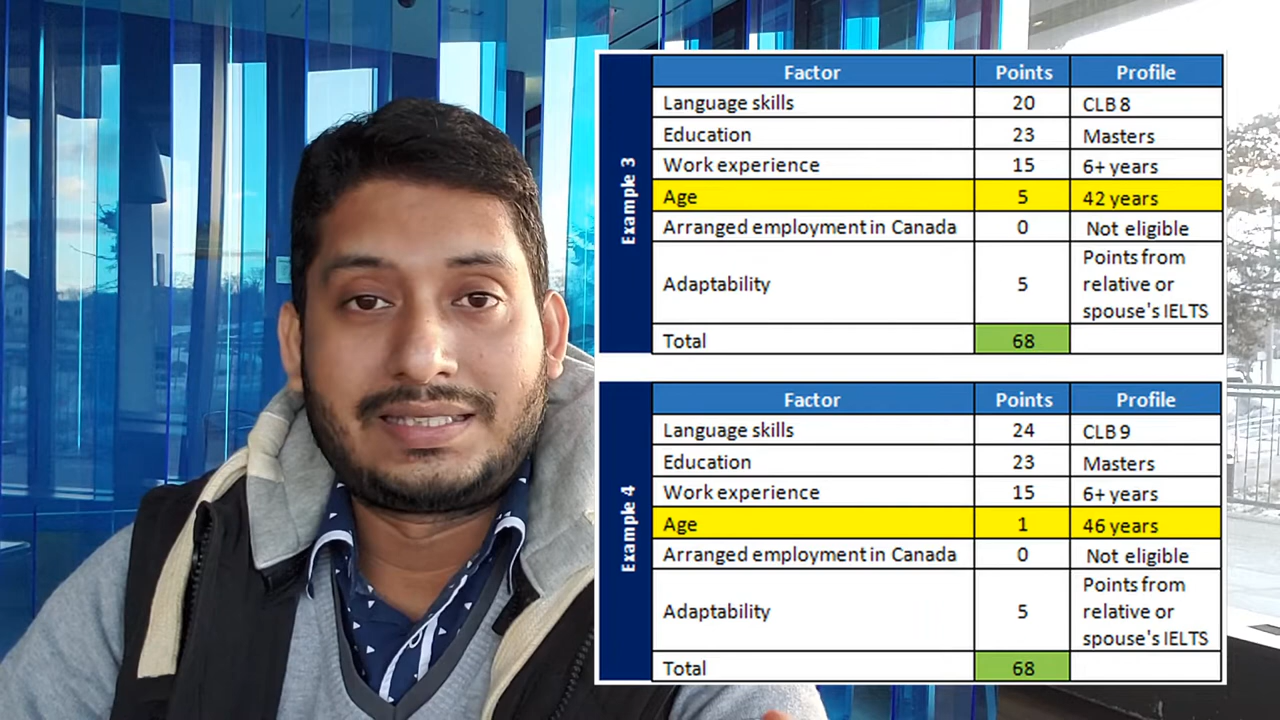 Example 3
Factor Points Profile
Language skills 20 CLB 8
Education 23 Masters
Work experience 15 6+ years
Age 5 42 years
Arranged employment in Canada 0 Not eligible
Adaptability 5 Points from
relative or
spouse's IELTS
Total 68
Example 4
Factor Points Profile
Language skills 24 CLB 9
Education 23 Masters
Work experience 15 6+ years
Age 1 46 years
Arranged employment in Canada 0 Not eligible
Adaptability 5 Points from
relative or
spouse's IELTS
Total 68